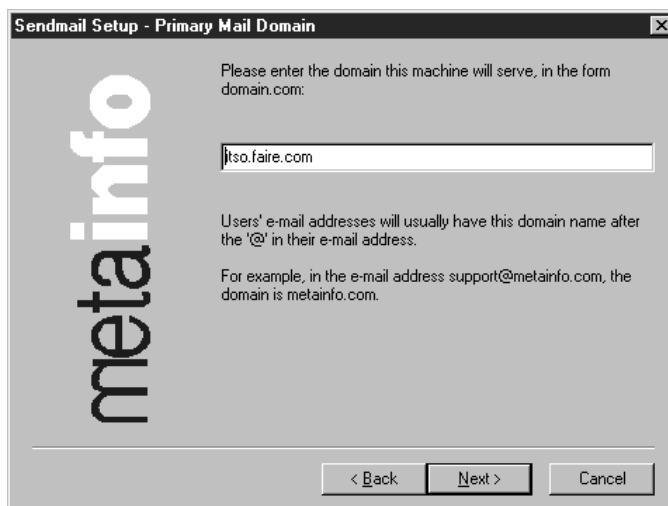 Sendmail Setup - Primary Mail Domain
Please enter the domain this machine will serve, in the form
domain.com:
itso.faire.com
Users' e-mail addresses will usually have this domain name after
the '@' in their e-mail address.
For example, in the e-mail address support@metainfo.com, the
domain is metainfo.com.
metainfo
< Back
Next >
Cancel